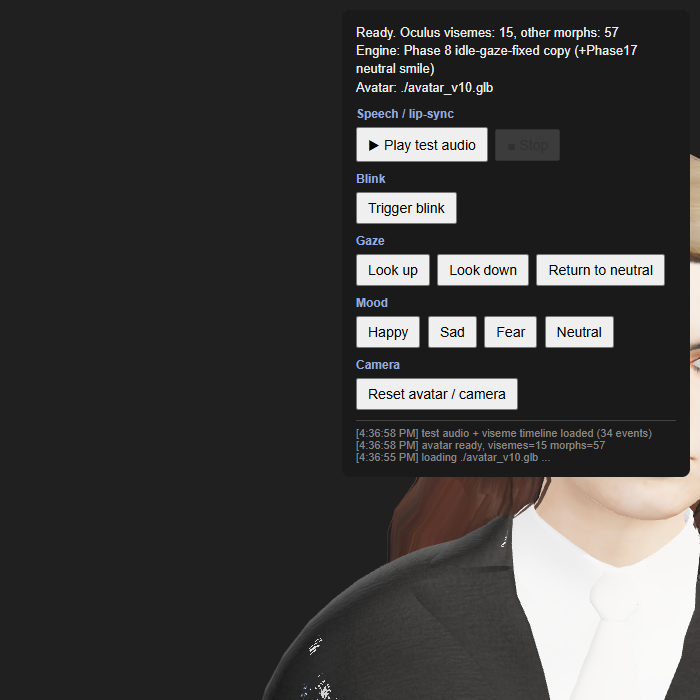 Ready. Oculus visemes: 15, other morphs: 57
Engine: Phase 8 idle-gaze-fixed copy (+Phase17
neutral smile)
Avatar: ./avatar_v10.glb
Speech / lip-sync
▶ Play test audio
■ Stop
Blink
Trigger blink
Gaze
Look up
Look down
Return to neutral
Mood
Happy
Sad
Fear
Neutral
Camera
Reset avatar / camera
[4:36:58 PM] test audio + viseme timeline loaded (34 events)
[4:36:58 PM] avatar ready, visemes=15 morphs=57
[4:36:55 PM] loading ./avatar_v10.glb ...